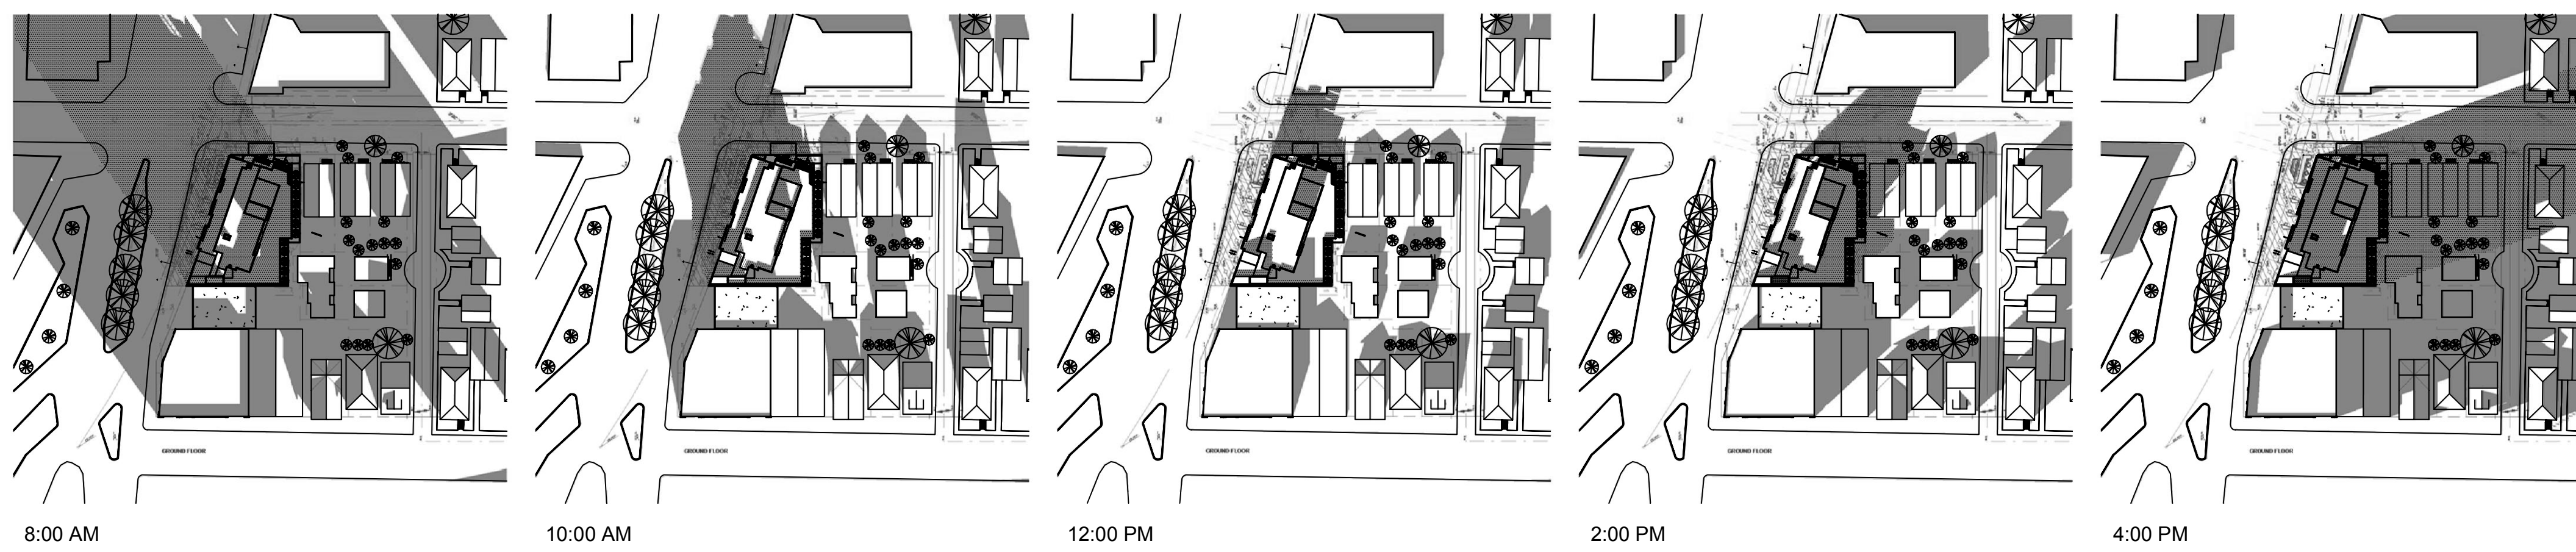 GROUND FLOOR
GROUND FLOOR
GROUND FLOOR
GROUND FLOOR
GROUND FLOOR
8:00 AM
10:00 AM
12:00 PM
2:00 PM
4:00 PM